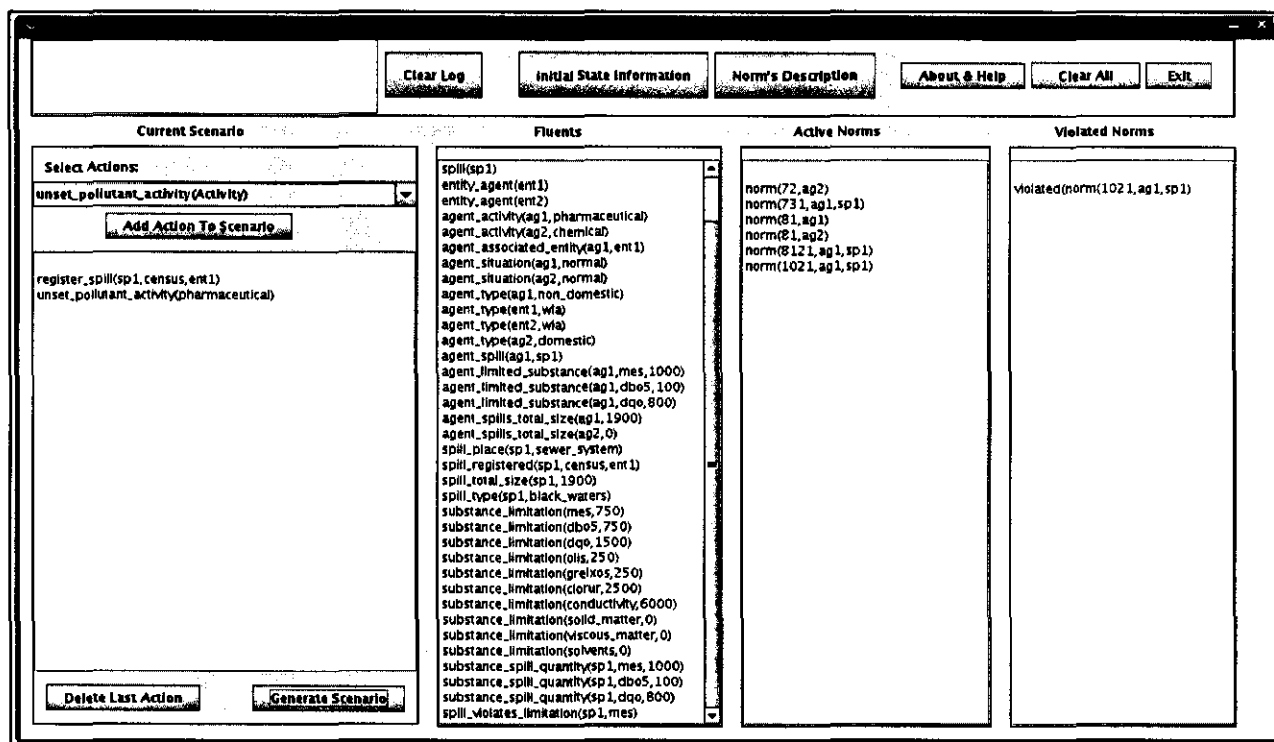 Clear Log
Initial State Information
Norm's Description
About & Help
Clear All
Exit
Current Scenario
Fluents
Active Norms
Violated Norms
Select Actions:
unset_pollutant_activity(Activity)
Add Action To Scenario
register_spill(sp1,census,ent1)
unset_pollutant_activity(pharmaceutical)
Delete Last Action
Generate Scenario
spill(sp1)
entity_agent(ent1)
entity_agent(ent2)
agent_activity(ag1,pharmaceutical)
agent_activity(ag2,chemical)
agent_associated_entity(ag1,ent1)
agent_situation(ag1,normal)
agent_situation(ag2,normal)
agent_type(ag1,non_domestic)
agent_type(ent1,wla)
agent_type(ent2,wla)
agent_type(ag2,domestic)
agent_spill(ag1,sp1)
agent_limited_substance(ag1,mes,1000)
agent_limited_substance(ag1,dbo5,100)
agent_limited_substance(ag1,dqo,800)
agent_spills_total_size(ag1,1900)
agent_spills_total_size(ag2,0)
spill_place(sp1,sewer_system)
spill_registered(sp1,census,ent1)
spill_total_size(sp1,1900)
spill_type(sp1,black_waters)
substance_limitation(mes,750)
substance_limitation(dbo5,750)
substance_limitation(dqo,1500)
substance_limitation(olis,250)
substance_limitation(greixos,250)
substance_limitation(clorur,2500)
substance_limitation(conductivity,6000)
substance_limitation(solid_matter,0)
substance_limitation(viscous_matter,0)
substance_limitation(solvents,0)
substance_spill_quantity(sp1,mes,1000)
substance_spill_quantity(sp1,dbo5,100)
substance_spill_quantity(sp1,dqo,800)
spill_violates_limitation(sp1,mes)
norm(72,ag2)
norm(731,ag1,sp1)
norm(81,ag1)
norm(81,ag2)
norm(8121,ag1,sp1)
norm(1021,ag1,sp1)
violated(norm(1021,ag1,sp1)